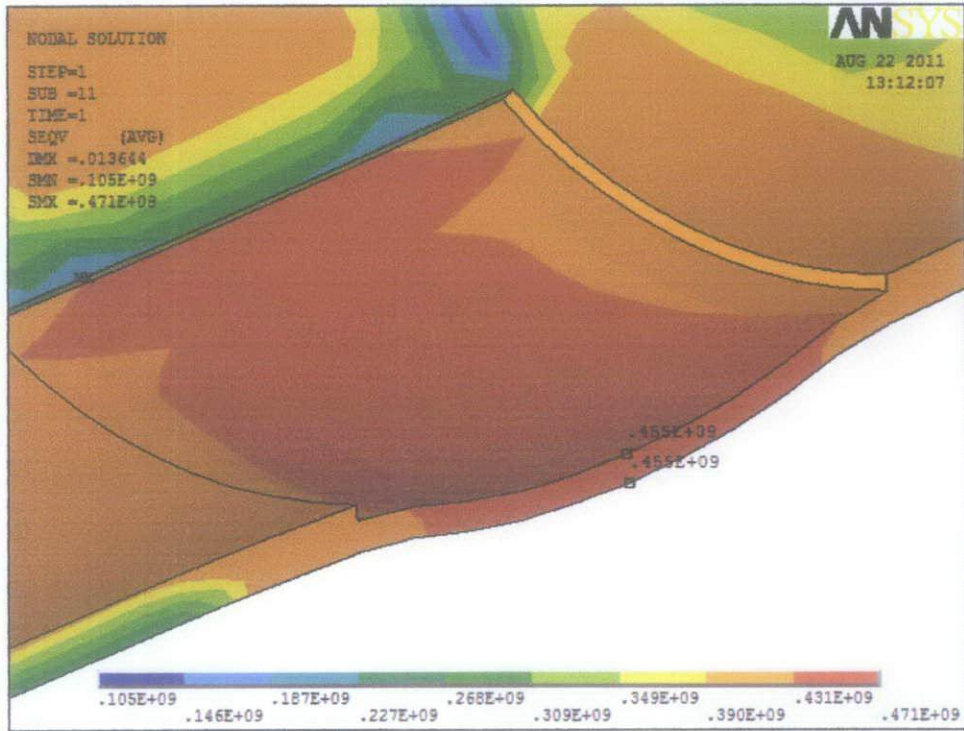 NODAL SOLUTION
STEP=1
SUB =11
TIME=1
SEQV (AVG)
DMX =.013644
SMN =.105E+09
SMX =.471E+09
ANSYS
AUG 22 2011
13:12:07
.455E+09
.455E+09
.105E+09 .187E+09 .268E+09 .349E+09 .431E+09
.146E+09 .227E+09 .309E+09 .390E+09 .471E+09